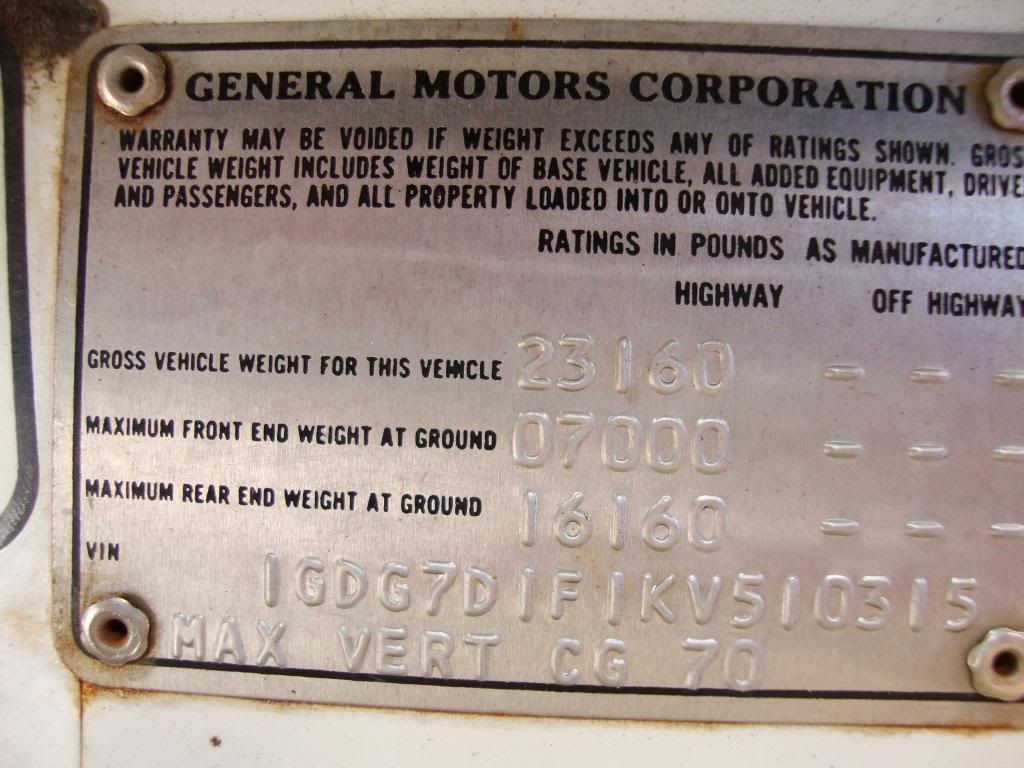 GENERAL MOTORS CORPORATION
WARRANTY MAY BE VOIDED IF WEIGHT EXCEEDS ANY OF RATINGS SHOWN. GROS
VEHICLE WEIGHT INCLUDES WEIGHT OF BASE VEHICLE, ALL ADDED EQUIPMENT, DRIVE
AND PASSENGERS, AND ALL PROPERTY LOADED INTO OR ONTO VEHICLE.
RATINGS IN POUNDS AS MANUFACTURED
HIGHWAY OFF HIGHWAY
GROSS VEHICLE WEIGHT FOR THIS VEHICLE 23160 - - -
MAXIMUM FRONT END WEIGHT AT GROUND 07000 - - -
MAXIMUM REAR END WEIGHT AT GROUND 16160 - - -
VIN 1GDG7D1F1KV510315
MAX VERT CG 70